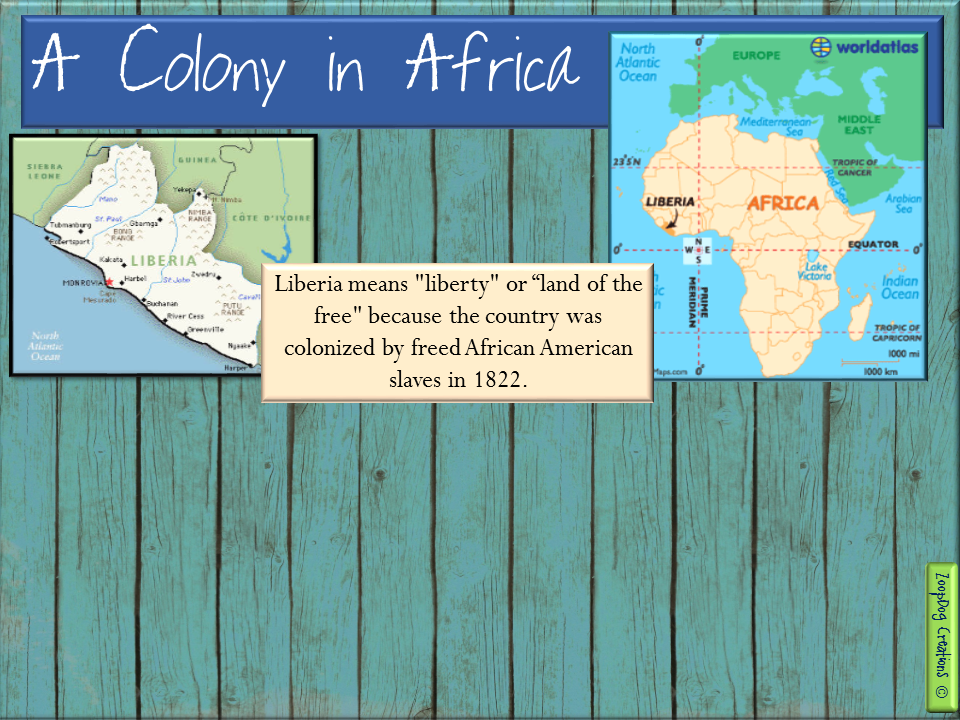 A Colony in Africa
SIERRA
LEONE
GUINEA
Yekepa
Mt. Nimba
NIMBA
RANGE
CÔTE D'IVOIRE
Mano
St. Paul
Tubmanburg
Gbarnga
BONG
RANGE
Robertsport
Kakata
LIBERIA
MONROVIA
Harbel
St. John
Zwedru
Cape
Mesurado
Buchanan
Cavall
PUTU
RANGE
River Cess
Greenville
North
Atlantic
Ocean
Nyaake
Harper
Liberia means "liberty" or “land of the
free" because the country was
colonized by freed African American
slaves in 1822.
North
Atlantic
Ocean
0°
EUROPE
worldatlas
Mediterranean
Sea
MIDDLE
EAST
23°5'N
TROPIC OF
CANCER
Red Sea
LIBERIA
AFRICA
Arabian
Sea
0°
N
W E
S
EQUATOR
0°
Lake
Victoria
Indian
Ocean
PRIME
MERIDIAN
TROPIC OF
CAPRICORN
1000 mi
1000 km
Maps.com
0°
ZoopDog Creations ©